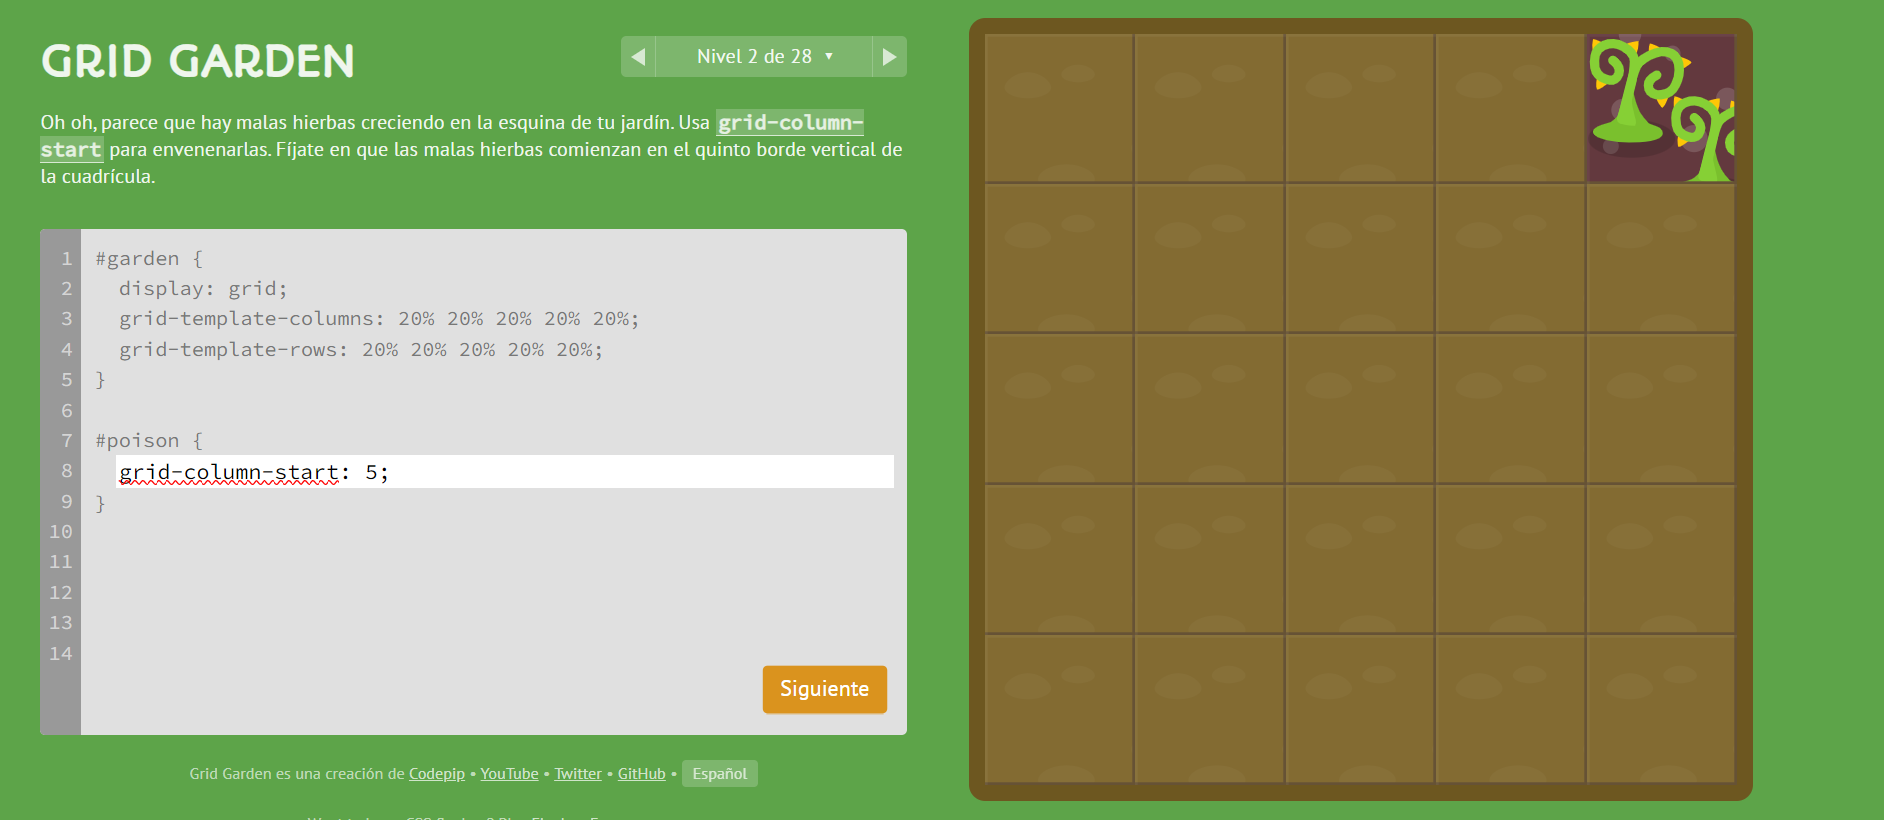 GRID GARDEN
Nivel 2 de 28
Oh oh, parece que hay malas hierbas creciendo en la esquina de tu jardín. Usa grid-column-
start para envenenarlas. Fíjate en que las malas hierbas comienzan en el quinto borde vertical de
la cuadrícula.
1 #garden {
2 display: grid;
3 grid-template-columns: 20% 20% 20% 20% 20%;
4 grid-template-rows: 20% 20% 20% 20% 20%;
5 }
6
7 #poison {
8 grid-column-start: 5;
9 }
10
11
12
13
14
Siguiente
Grid Garden es una creación de Codepip • YouTube • Twitter • GitHub • Español